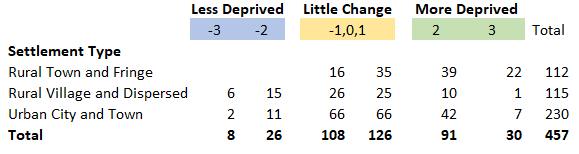 Less Deprived Little Change More Deprived
-3 -2 -1,0,1 2 3 Total
Settlement Type
Rural Town and Fringe 16 35 39 22 112
Rural Village and Dispersed 6 15 26 25 10 1 115
Urban City and Town 2 11 66 66 42 7 230
Total 8 26 108 126 91 30 457